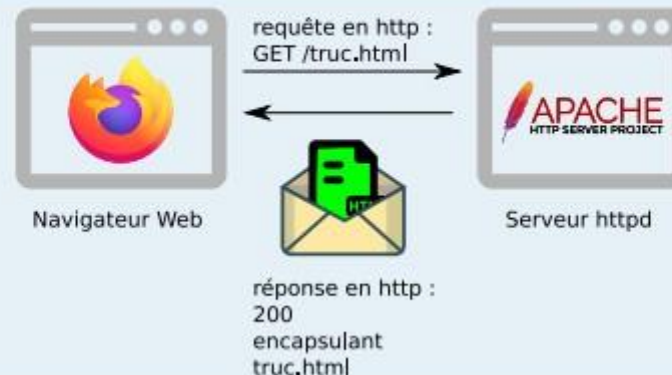 requête en http :
GET /truc.html
APACHE
HTTP SERVER PROJECT
Navigateur Web
Serveur httpd
HT
réponse en http :
200
encapsulant
truc.html